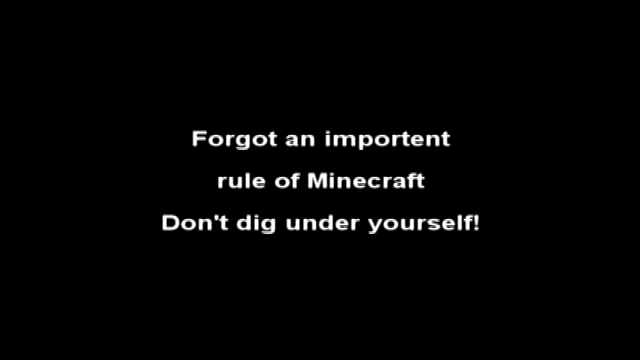 Forgot an importent
rule of Minecraft
Don't dig under yourself!